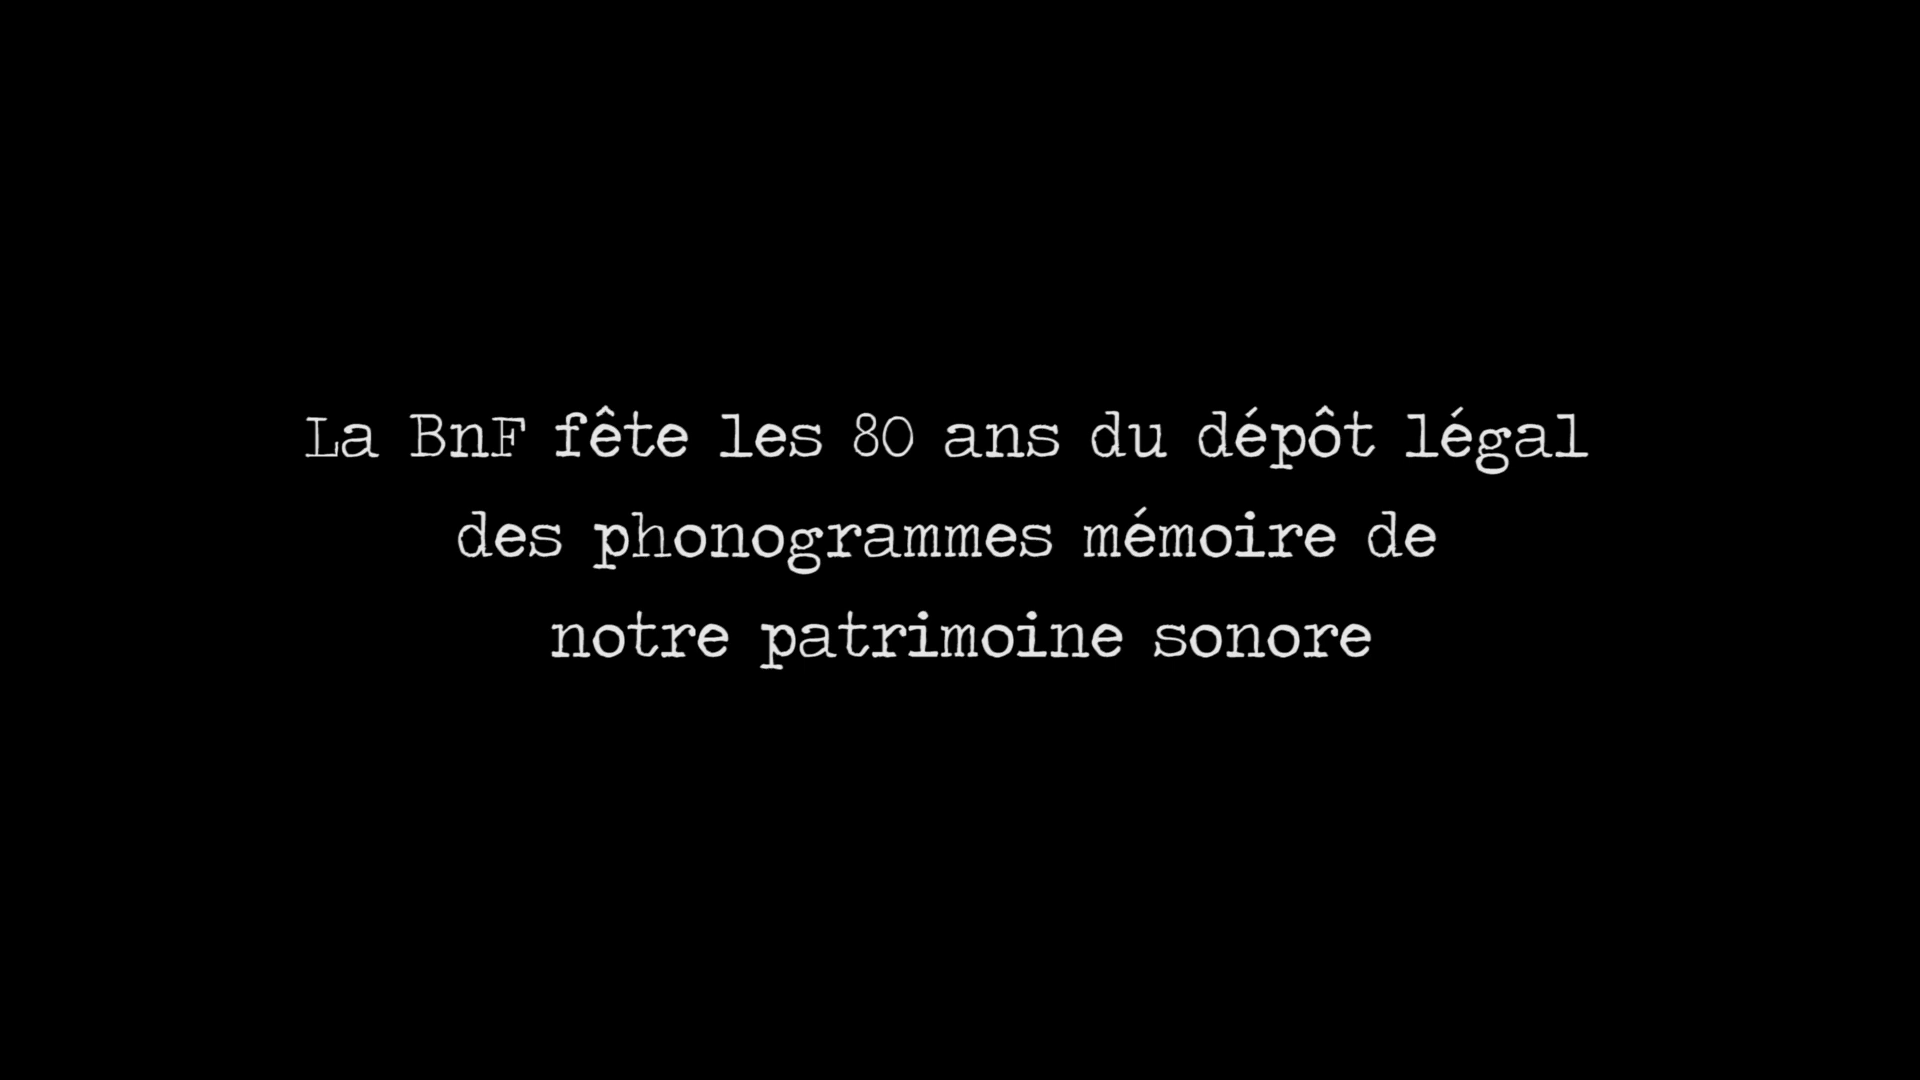 La BnF fête les 80 ans du dépôt légal
des phonogrammes mémoire de
notre patrimoine sonore